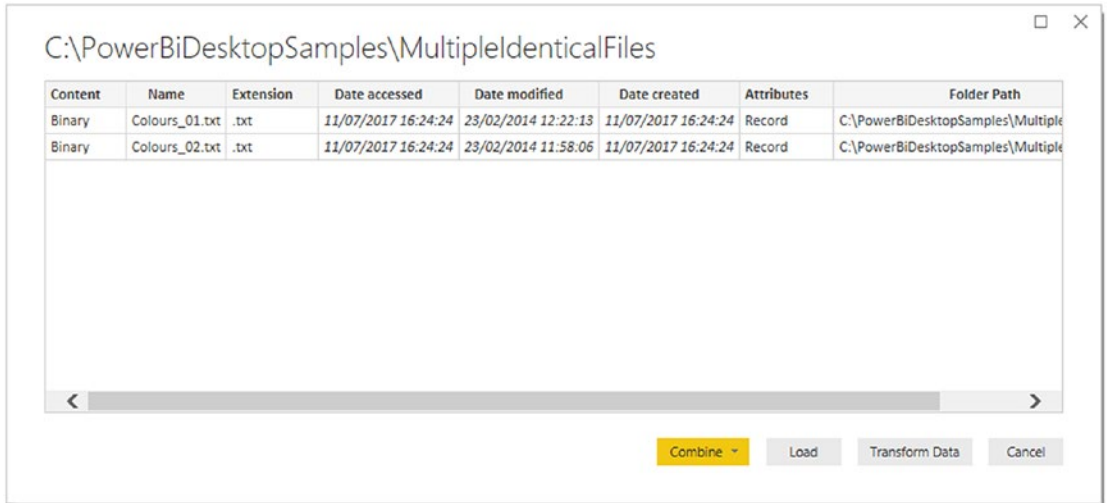 C:\PowerBiDesktopSamples\MultipleIdenticalFiles
Content Name Extension Date accessed Date modified Date created Attributes Folder Path
Binary Colours_01.txt .txt 11/07/2017 16:24:24 23/02/2014 12:22:13 11/07/2017 16:24:24 Record C:\PowerBiDesktopSamples\Multiple
Binary Colours_02.txt .txt 11/07/2017 16:24:24 23/02/2014 11:58:06 11/07/2017 16:24:24 Record C:\PowerBiDesktopSamples\Multiple
Combine Load Transform Data Cancel